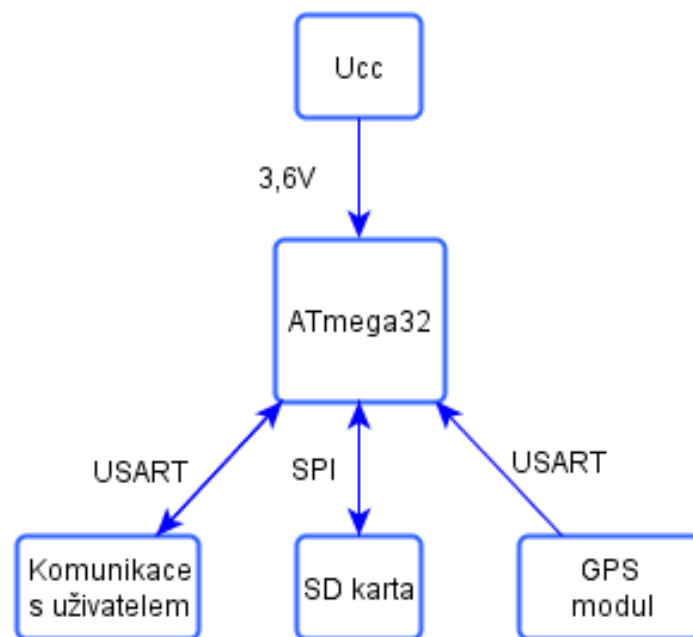 Ucc
3,6V
ATmega32
USART
SPI
USART
Komunikace
s uživatelem
SD karta
GPS
modul